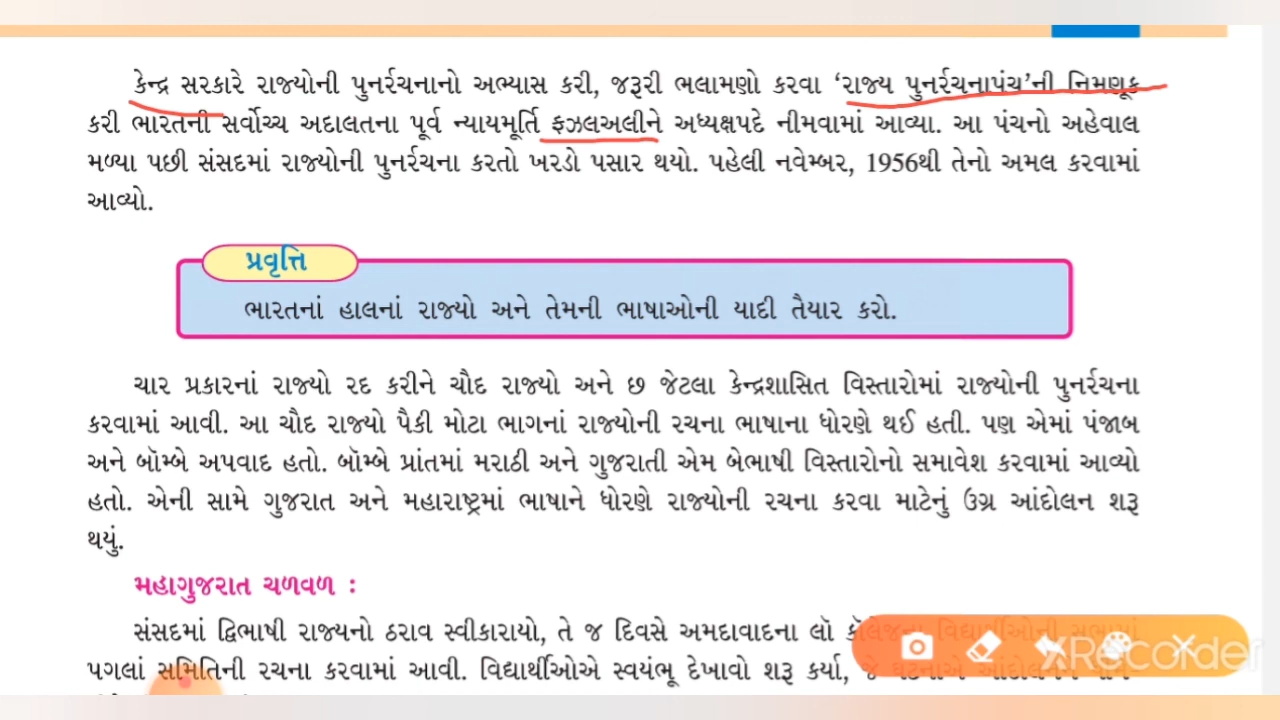 કેન્દ્ર સરકારે રાજ્યોની પુનર્રચનાનો અભ્યાસ કરી, જરૂરી ભલામણો કરવા ‘રાજ્ય પુનર્રચનાપંચ’ની નિમણૂક
કરી ભારતની સર્વોચ્ચ અદાલતના પૂર્વ ન્યાયમૂર્તિ ફઝલઅલીને અધ્યક્ષપદે નીમવામાં આવ્યા. આ પંચનો અહેવાલ
મળ્યા પછી સંસદમાં રાજ્યોની પુનર્રચના કરતો ખરડો પસાર થયો. પહેલી નવેમ્બર, 1956થી તેનો અમલ કરવામાં
આવ્યો.
પ્રવૃત્તિ
ભારતનાં હાલનાં રાજ્યો અને તેમની ભાષાઓની યાદી તૈયાર કરો.
ચાર પ્રકારનાં રાજ્યો રદ કરીને ચૌદ રાજ્યો અને છ જેટલા કેન્દ્રશાસિત વિસ્તારોમાં રાજ્યોની પુનર્રચના
કરવામાં આવી. આ ચૌદ રાજ્યો પૈકી મોટા ભાગનાં રાજ્યોની રચના ભાષાના ધોરણે થઈ હતી. પણ એમાં પંજાબ
અને બૉમ્બે અપવાદ હતો. બૉમ્બે પ્રાંતમાં મરાઠી અને ગુજરાતી એમ બેભાષી વિસ્તારોનો સમાવેશ કરવામાં આવ્યો
હતો. એની સામે ગુજરાત અને મહારાષ્ટ્રમાં ભાષાને ધોરણે રાજ્યોની રચના કરવા માટેનું ઉગ્ર આંદોલન શરૂ
થયું.
મહાગુજરાત ચળવળ :
સંસદમાં દ્વિભાષી રાજ્યનો ઠરાવ સ્વીકારાયો, તે જ દિવસે અમદાવાદના લૉ કૉલેજના વિદ્યાર્થીઓની સભામાં
પગલાં સમિતિની રચના કરવામાં આવી. વિદ્યાર્થીઓએ સ્વયંભૂ દેખાવો શરૂ કર્યા, જે ઘટનાએ
XRecorder